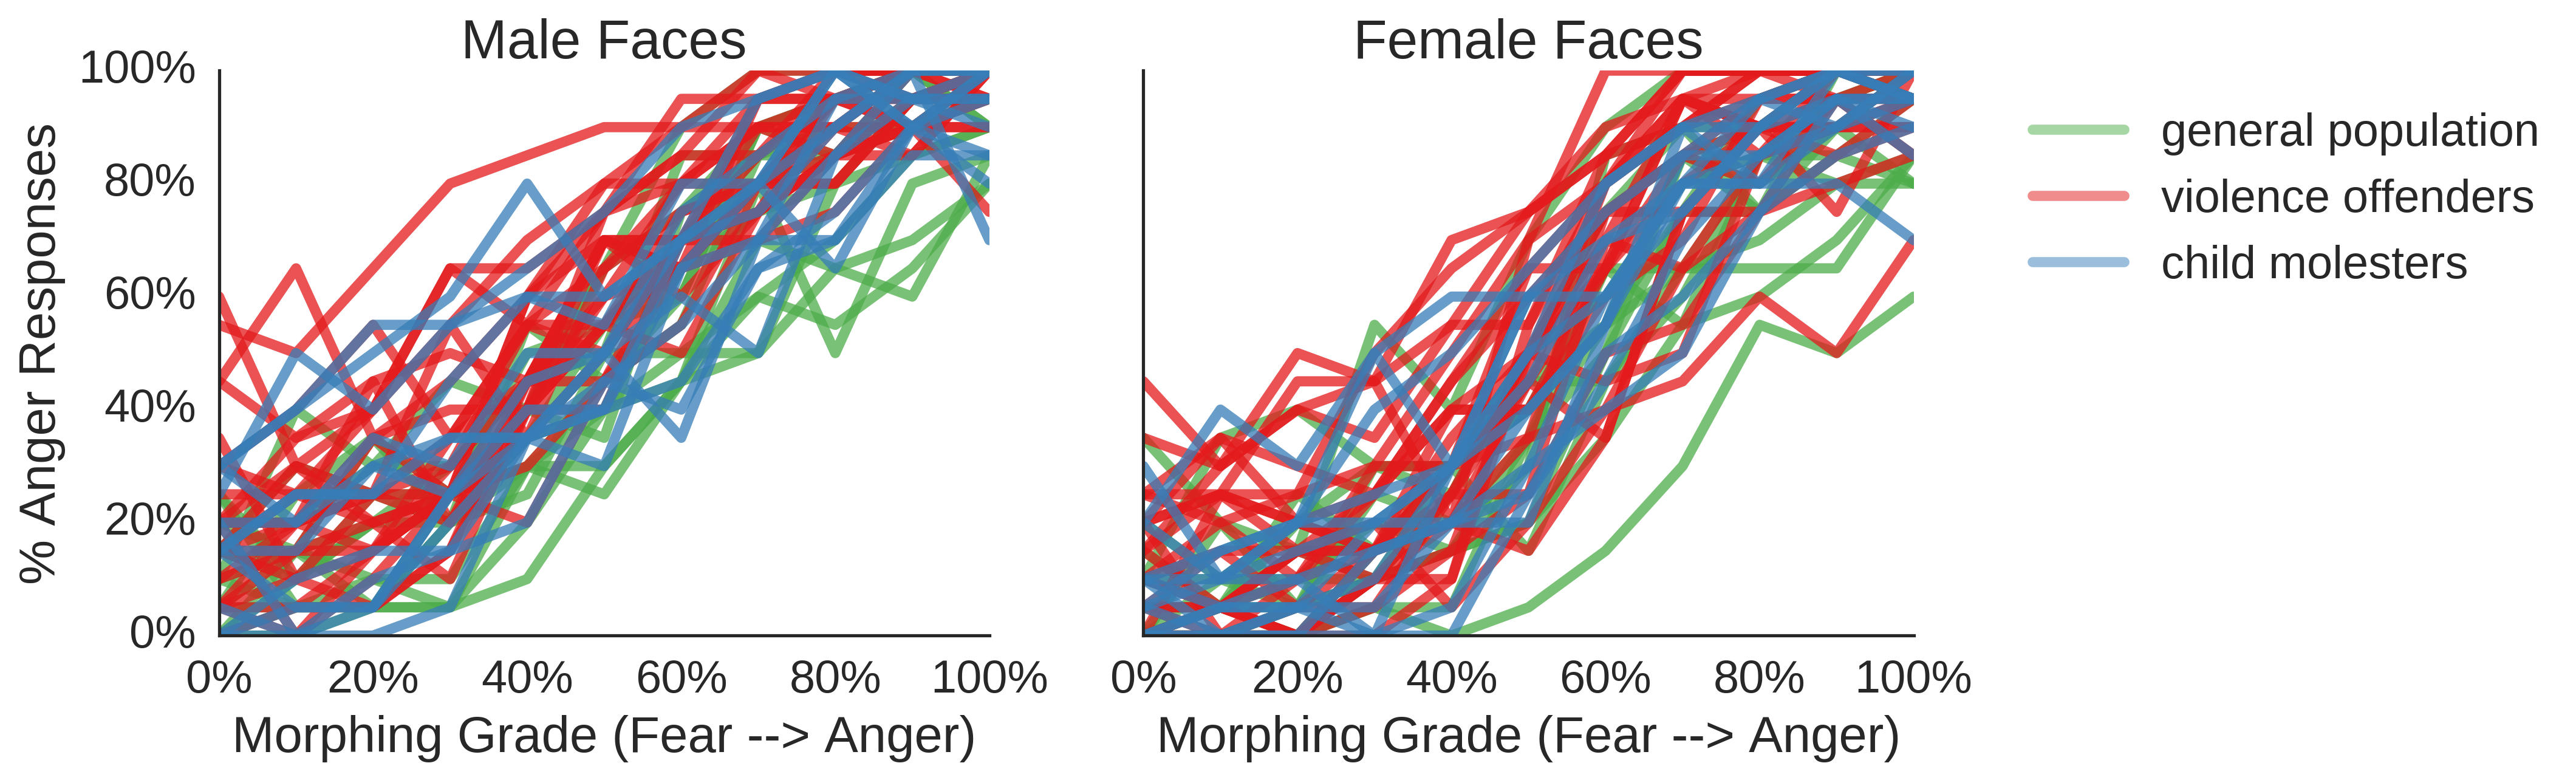 Male Faces
Female Faces
100%
80%
60%
40%
20%
0%
% Anger Responses
0% 20% 40% 60% 80% 100%
0% 20% 40% 60% 80% 100%
Morphing Grade (Fear --> Anger)
Morphing Grade (Fear --> Anger)
general population
violence offenders
child molesters